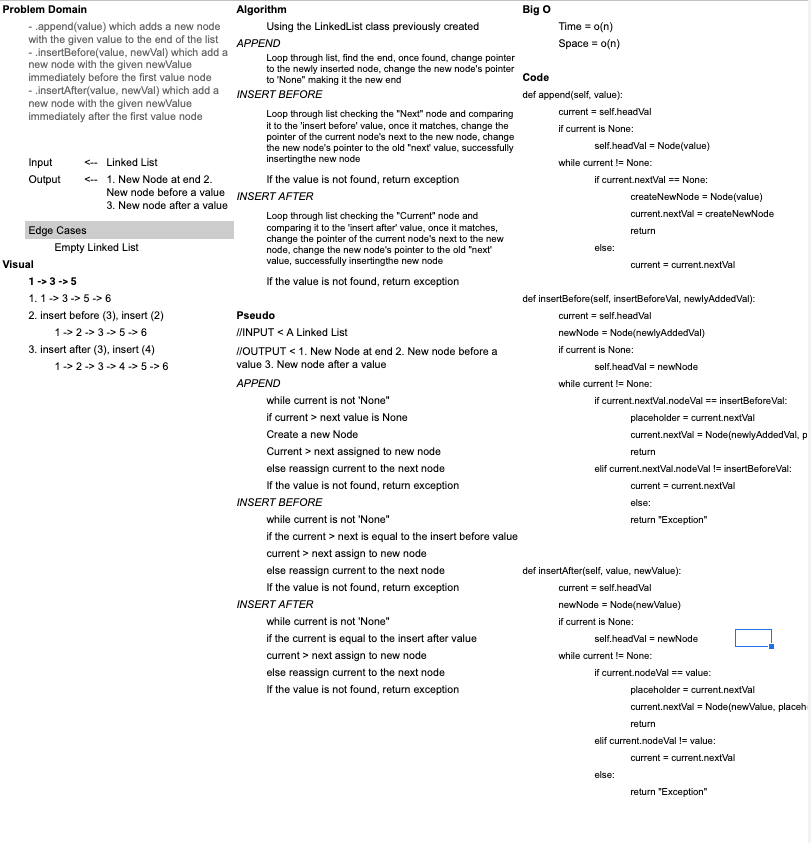 Problem Domain
- .append(value) which adds a new node
with the given value to the end of the list
- .insertBefore(value, newVal) which add a
new node with the given newValue
immediately before the first value node
- .insertAfter(value, newVal) which add a
new node with the given newValue
immediately after the first value node
Input <-- Linked List
Output <-- 1. New Node at end 2.
New node before a value
3. New node after a value
Edge Cases
Empty Linked List
Visual
1 -> 3 -> 5
1. 1 -> 3 -> 5 -> 6
2. insert before (3), insert (2)
1 -> 2 -> 3 -> 5 -> 6
3. insert after (3), insert (4)
1 -> 2 -> 3 -> 4 -> 5 -> 6
Algorithm
Using the LinkedList class previously created
APPEND
Loop through list, find the end, once found, change pointer
to the newly inserted node, change the new node's pointer
to 'None" making it the new end
INSERT BEFORE
Loop through list checking the "Next" node and comparing
it to the 'insert before' value, once it matches, change the
pointer of the current node's next to the new node, change
the new node's pointer to the old "next' value, successfully
insertingthe new node
If the value is not found, return exception
INSERT AFTER
Loop through list checking the "Current" node and
comparing it to the 'insert after' value, once it matches,
change the pointer of the current node's next to the new
node, change the new node's pointer to the old "next'
value, successfully insertingthe new node
If the value is not found, return exception
Pseudo
//INPUT < A Linked List
//OUTPUT < 1. New Node at end 2. New node before a
value 3. New node after a value
APPEND
while current is not 'None"
if current > next value is None
Create a new Node
Current > next assigned to new node
else reassign current to the next node
If the value is not found, return exception
INSERT BEFORE
while current is not 'None"
if the current > next is equal to the insert before value
current > next assign to new node
else reassign current to the next node
If the value is not found, return exception
INSERT AFTER
while current is not 'None"
if the current is equal to the insert after value
current > next assign to new node
else reassign current to the next node
If the value is not found, return exception
Big O
Time = o(n)
Space = o(n)
Code
def append(self, value):
current = self.headVal
if current is None:
self.headVal = Node(value)
while current != None:
if current.nextVal == None:
createNewNode = Node(value)
current.nextVal = createNewNode
return
else:
current = current.nextVal
def insertBefore(self, insertBeforeVal, newlyAddedVal):
current = self.headVal
newNode = Node(newlyAddedVal)
if current is None:
self.headVal = newNode
while current != None:
if current.nextVal.nodeVal == insertBeforeVal:
placeholder = current.nextVal
current.nextVal = Node(newlyAddedVal, p
return
elif current.nextVal.nodeVal != insertBeforeVal:
current = current.nextVal
else:
return "Exception"
def insertAfter(self, value, newValue):
current = self.headVal
newNode = Node(newValue)
if current is None:
self.headVal = newNode
while current != None:
if current.nodeVal == value:
placeholder = current.nextVal
current.nextVal = Node(newValue, placeh
return
elif current.nodeVal != value:
current = current.nextVal
else:
return "Exception"